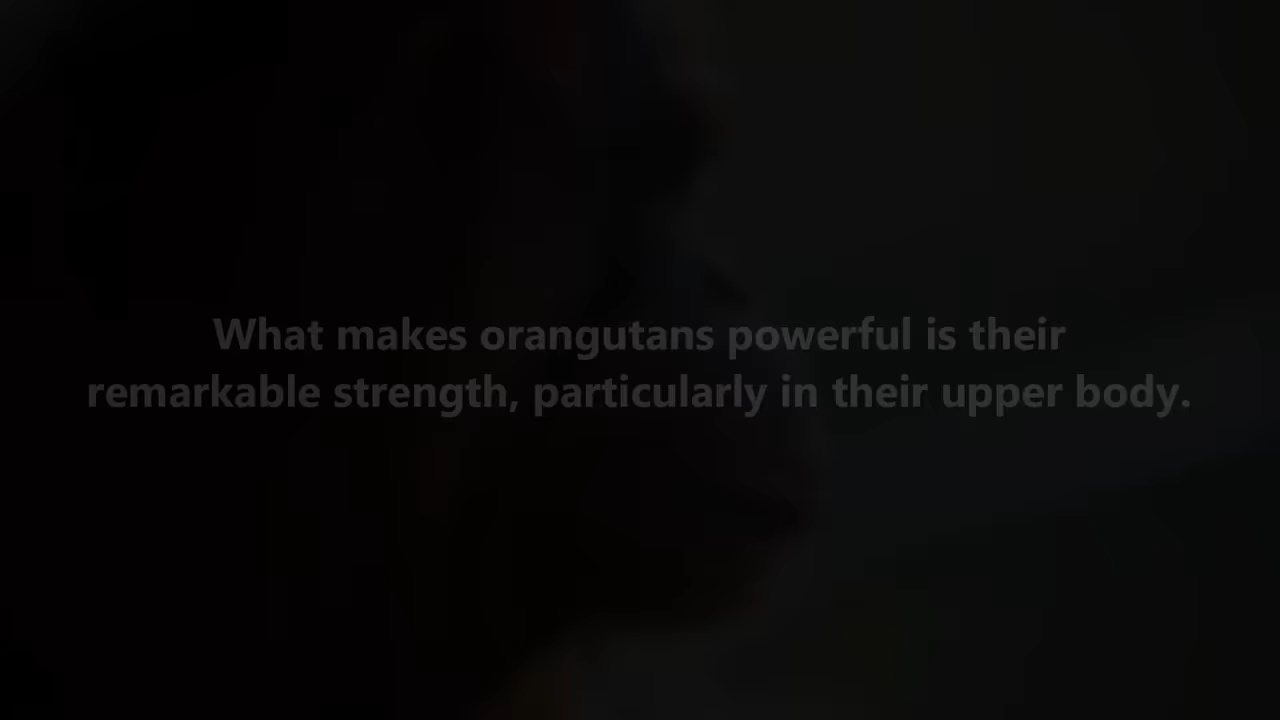 What makes orangutans powerful is their
remarkable strength, particularly in their upper body.